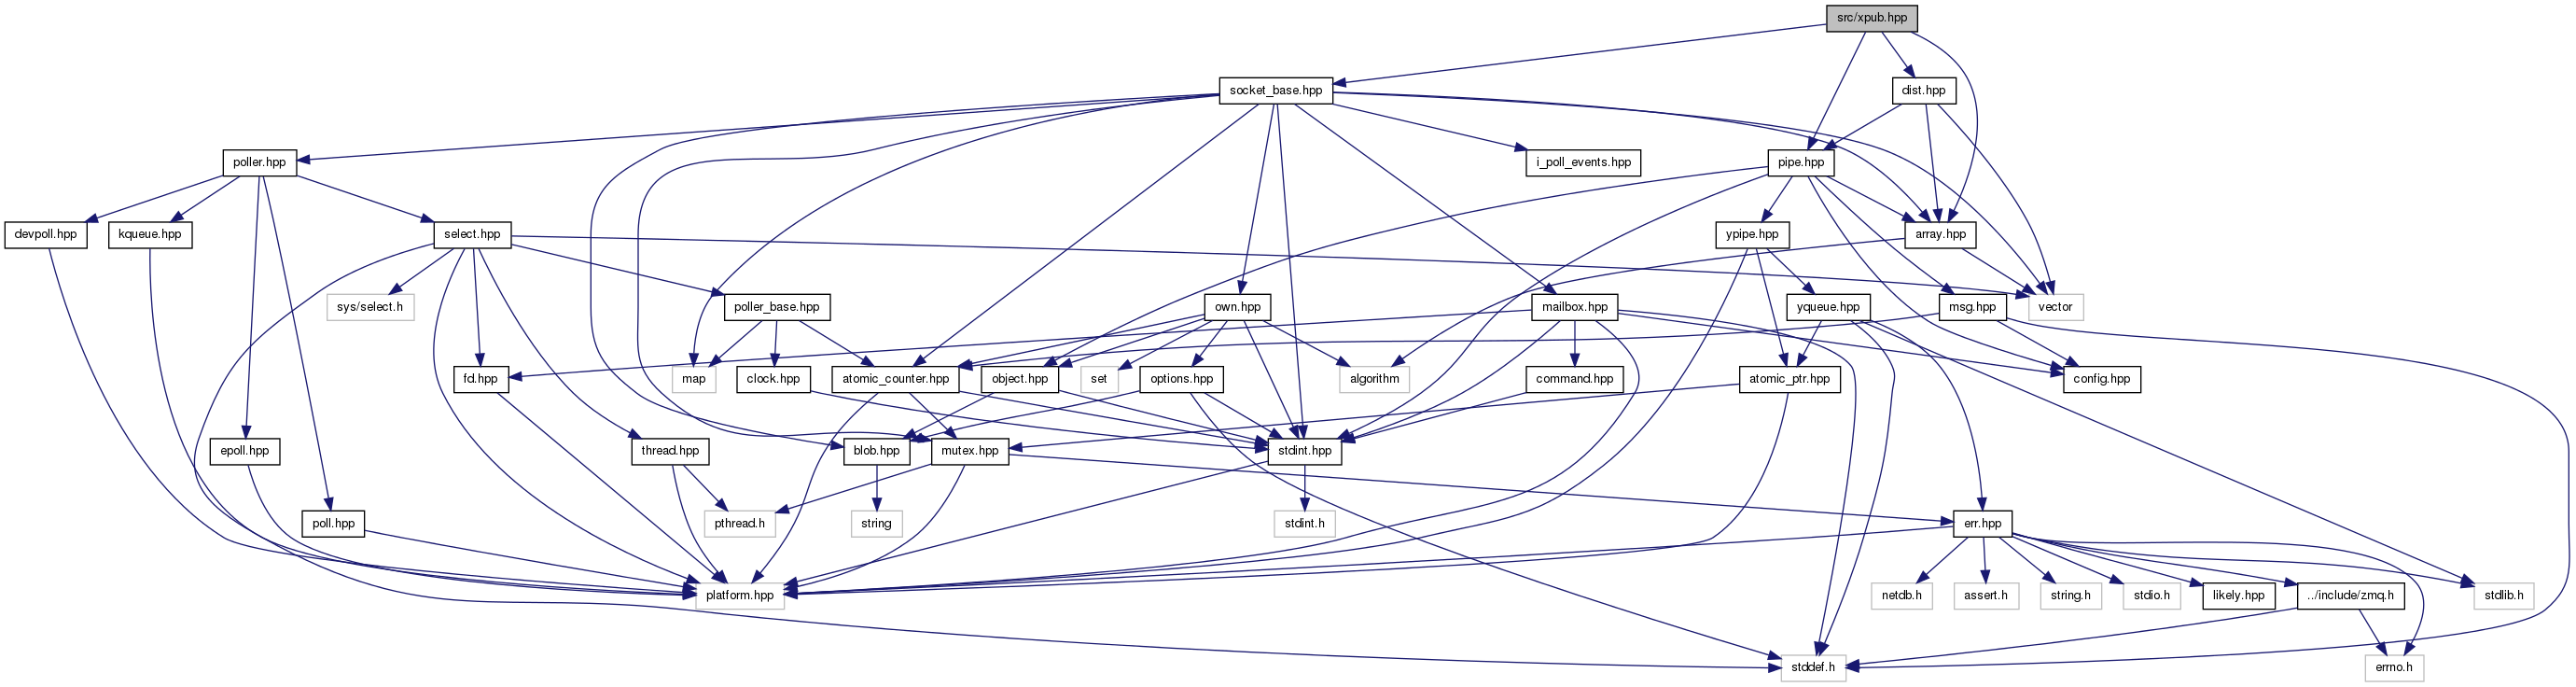 src/xpub.hpp
socket_base.hpp
dist.hpp
poller.hpp
i_poll_events.hpp
pipe.hpp
devpoll.hpp
kqueue.hpp
select.hpp
ypipe.hpp
array.hpp
sys/select.h
poller_base.hpp
own.hpp
mailbox.hpp
yqueue.hpp
msg.hpp
vector
fd.hpp
map
clock.hpp
atomic_counter.hpp
object.hpp
set
options.hpp
algorithm
command.hpp
atomic_ptr.hpp
config.hpp
epoll.hpp
thread.hpp
blob.hpp
mutex.hpp
stdint.hpp
poll.hpp
pthread.h
string
stdint.h
err.hpp
platform.hpp
netdb.h
assert.h
string.h
stdio.h
likely.hpp
../include/zmq.h
stdlib.h
stddef.h
errno.h